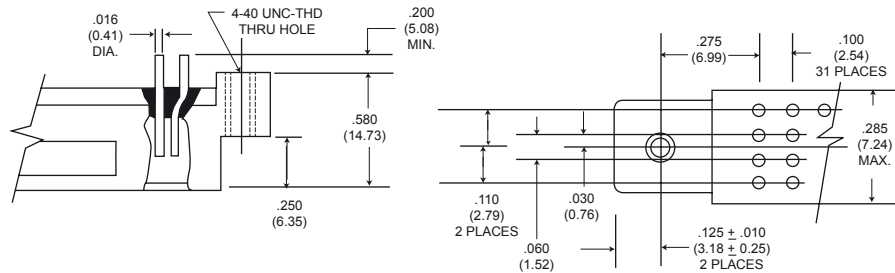 .016
(0.41)
DIA.
4-40 UNC-THD
THRU HOLE
.200
(5.08)
MIN.
.580
(14.73)
.250
(6.35)
.275
(6.99)
.100
(2.54)
31 PLACES
.285
(7.24)
MAX.
.110
(2.79)
2 PLACES
.030
(0.76)
.060
(1.52)
.125 ± .010
(3.18 ± 0.25)
2 PLACES